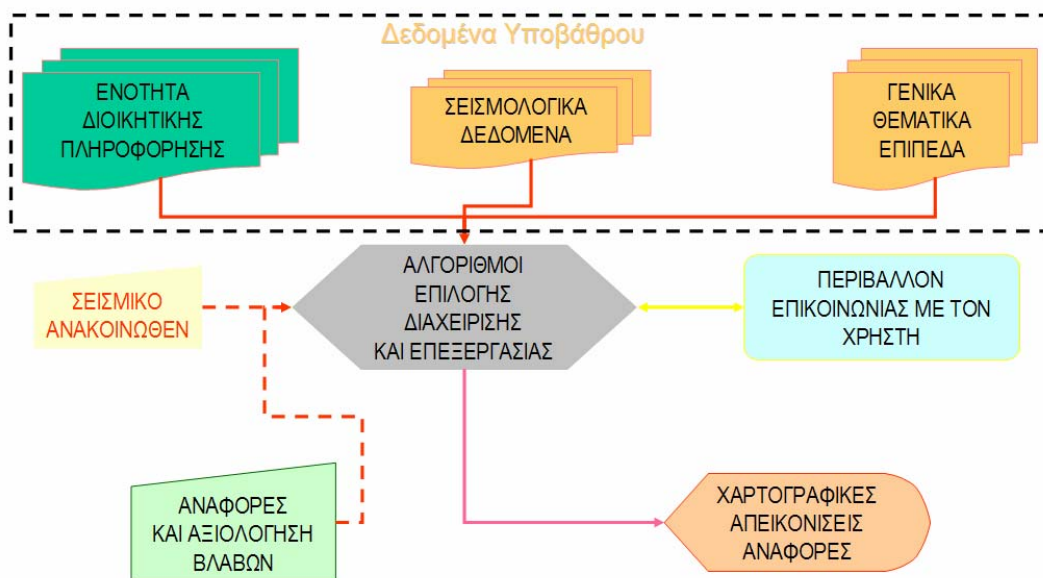 Δεδομένα Υποβάθρου
ΕΝΟΤΗΤΑ
ΔΙΟΙΚΗΤΙΚΗΣ
ΠΛΗΡΟΦΟΡΗΣΗΣ
ΣΕΙΣΜΟΛΟΓΙΚΑ
ΔΕΔΟΜΕΝΑ
ΓΕΝΙΚΑ
ΘΕΜΑΤΙΚΑ
ΕΠΙΠΕΔΑ
ΣΕΙΣΜΙΚΟ
ΑΝΑΚΟΙΝΩΘΕΝ
ΑΛΓΟΡΙΘΜΟΙ
ΕΠΙΛΟΓΗΣ
ΔΙΑΧΕΙΡΙΣΗΣ
ΚΑΙ ΕΠΕΞΕΡΓΑΣΙΑΣ
ΠΕΡΙΒΑΛΛΟΝ
ΕΠΙΚΟΙΝΩΝΙΑΣ ΜΕ ΤΟΝ
ΧΡΗΣΤΗ
ΑΝΑΦΟΡΕΣ
ΚΑΙ ΑΞΙΟΛΟΓΗΣΗ
ΒΛΑΒΩΝ
ΧΑΡΤΟΓΡΑΦΙΚΕΣ
ΑΠΕΙΚΟΝΙΣΕΙΣ
ΑΝΑΦΟΡΕΣ